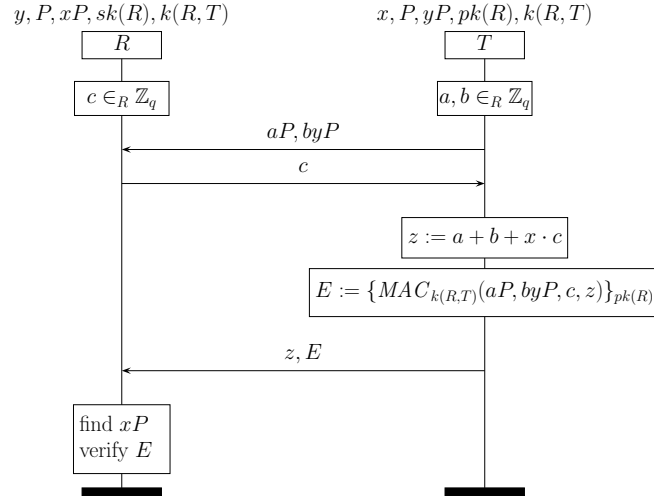 y, P, xP, sk(R), k(R, T)
x, P, yP, pk(R), k(R, T)
R
T
c ∈_R ℤ_q
a, b ∈_R ℤ_q
aP, byP
c
z := a + b + x · c
E := {MAC_{k(R,T)}(aP, byP, c, z)}_{pk(R)}
z, E
find xP
verify E